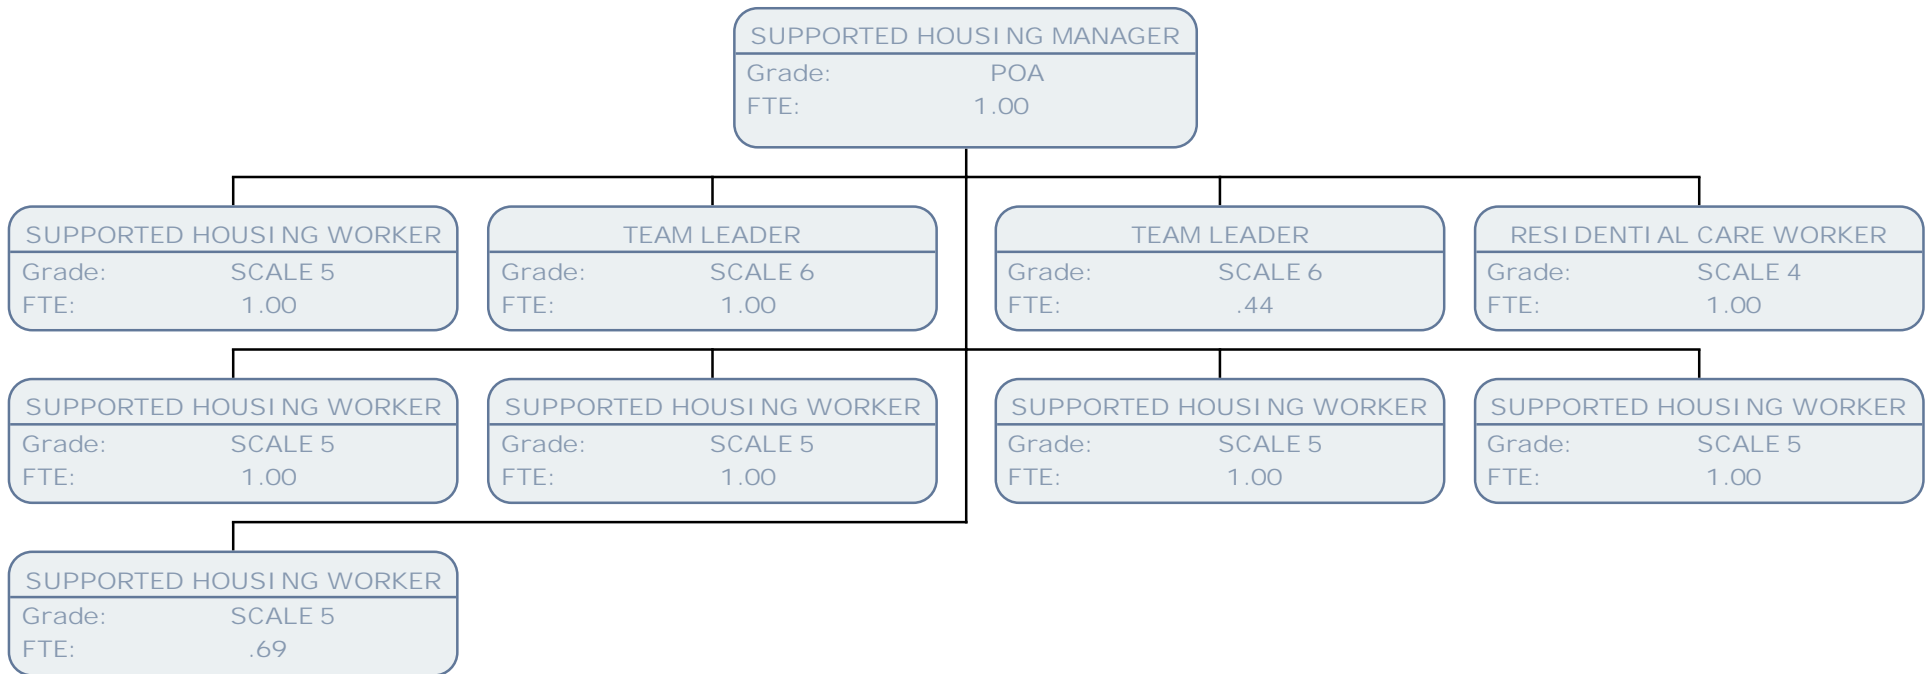 SUPPORTED HOUSING MANAGER
Grade: POA
FTE: 1.00
SUPPORTED HOUSING WORKER
Grade: SCALE 5
FTE: 1.00
TEAM LEADER
Grade: SCALE 6
FTE: 1.00
TEAM LEADER
Grade: SCALE 6
FTE: .44
RESIDENTIAL CARE WORKER
Grade: SCALE 4
FTE: 1.00
SUPPORTED HOUSING WORKER
Grade: SCALE 5
FTE: 1.00
SUPPORTED HOUSING WORKER
Grade: SCALE 5
FTE: 1.00
SUPPORTED HOUSING WORKER
Grade: SCALE 5
FTE: 1.00
SUPPORTED HOUSING WORKER
Grade: SCALE 5
FTE: 1.00
SUPPORTED HOUSING WORKER
Grade: SCALE 5
FTE: .69